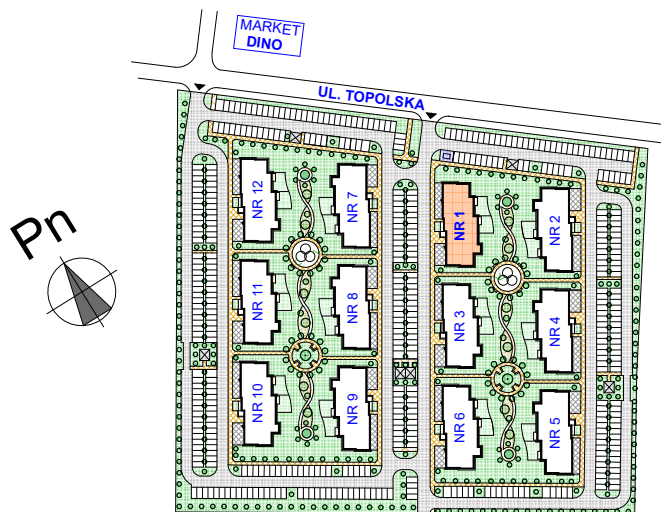 MARKET
DINO
UL. TOPOLSKA
Pn
NR 12
NR 7
NR 1
NR 2
NR 11
NR 8
NR 3
NR 4
NR 10
NR 9
NR 6
NR 5